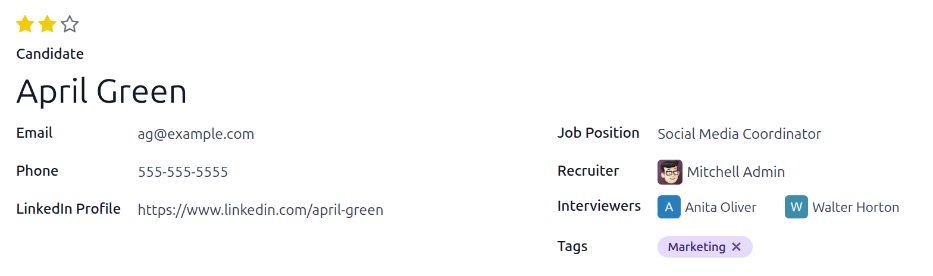 Candidate
April Green
Email ag@example.com
Phone 555-555-5555
LinkedIn Profile https://www.linkedin.com/april-green
Job Position Social Media Coordinator
Recruiter Mitchell Admin
Interviewers A Anita Oliver W Walter Horton
Tags Marketing ✕